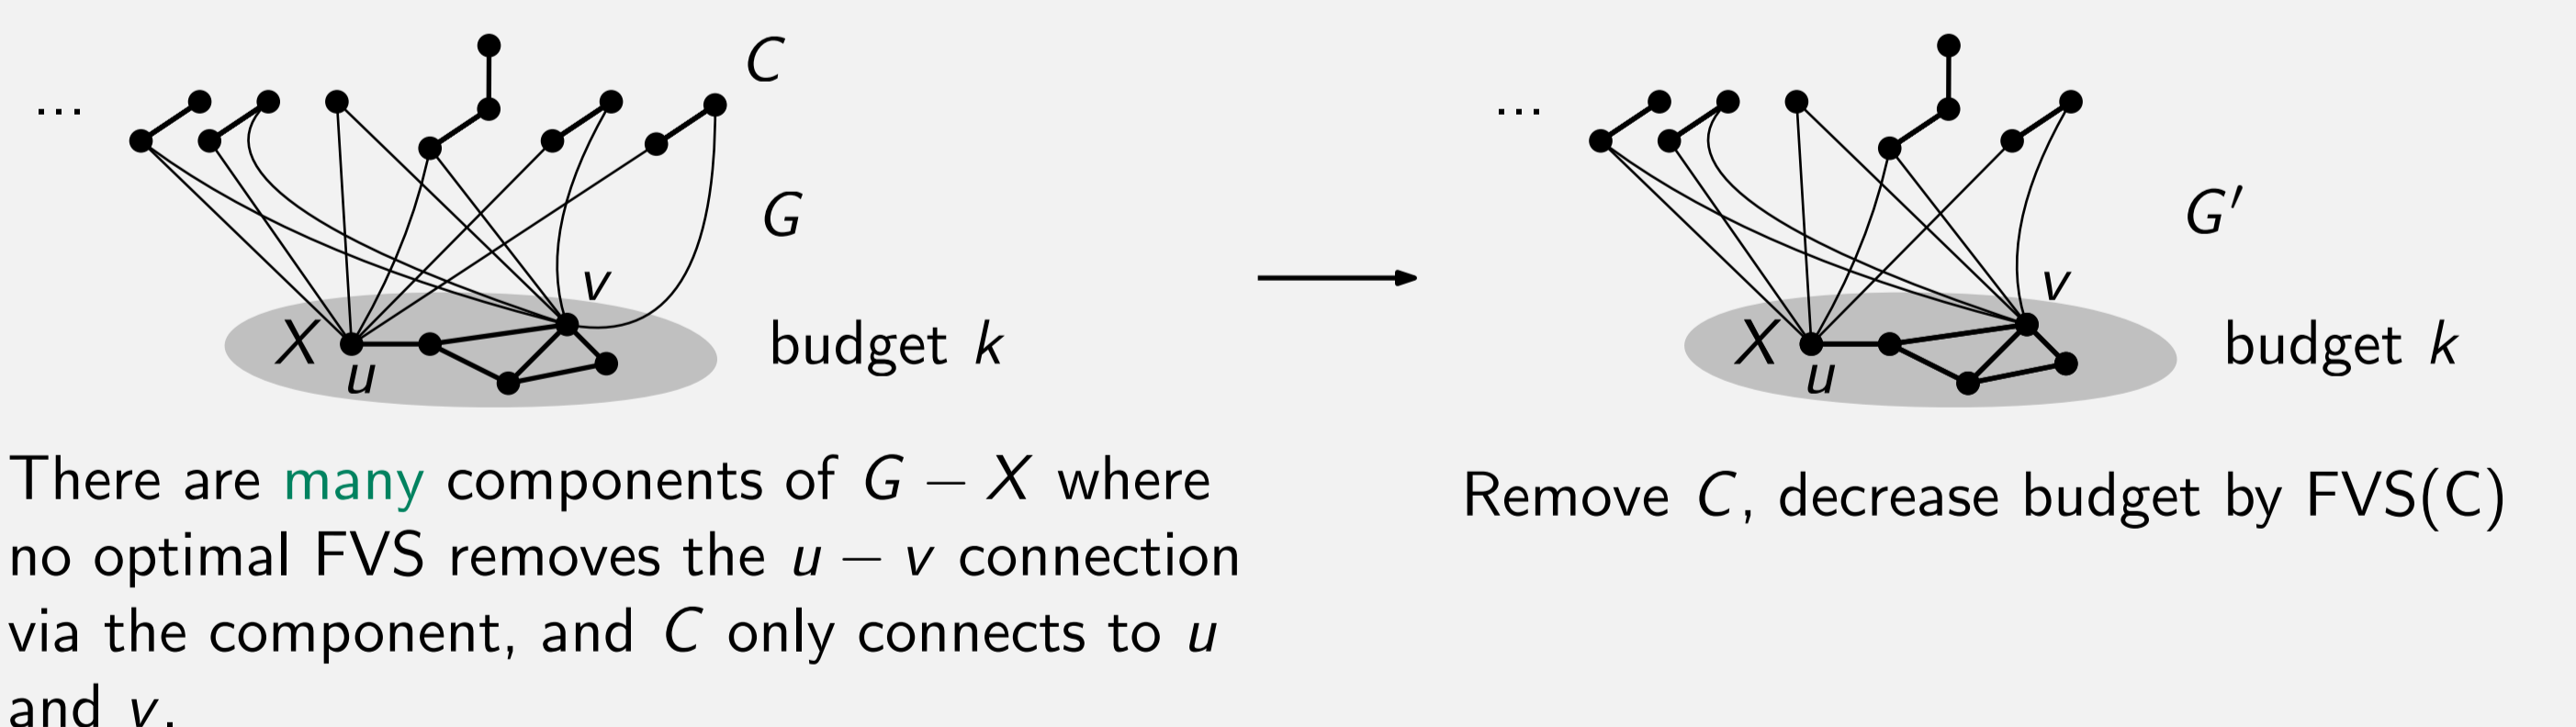 ...
C
G
v
X
u
budget k
There are many components of G − X where
no optimal FVS removes the u − v connection
via the component, and C only connects to u
and v.
...
G′
v
X
u
budget k
Remove C, decrease budget by FVS(C)